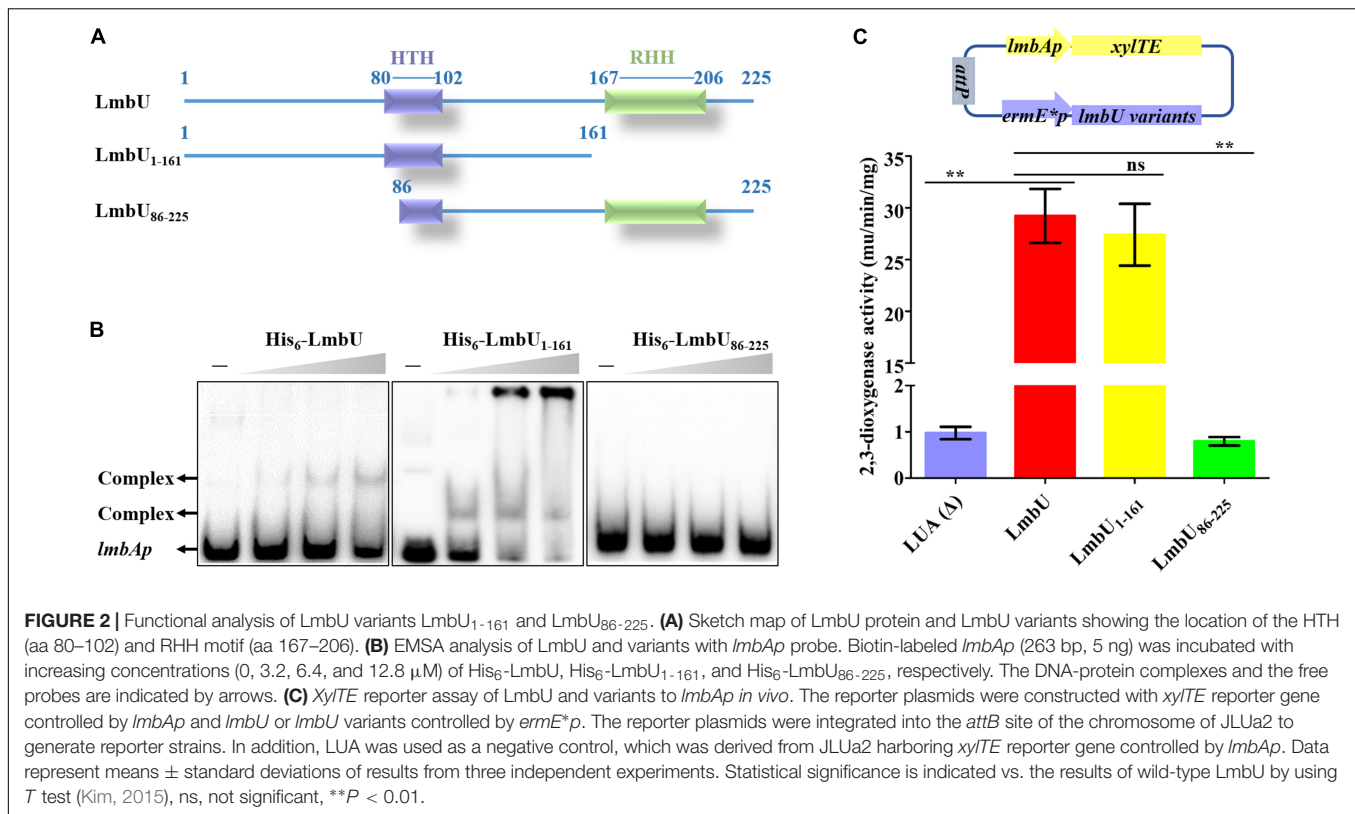 A
HTH
RHH
1
80
102
167
206
225
LmbU
1
161
LmbU1-161
86
225
LmbU86-225
B
His6-LmbU
His6-LmbU1-161
His6-LmbU86-225
—
—
—
Complex
Complex
lmbAp
C
lmbAp
xylTE
attP
ermE*p
lmbU variants
2,3-dioxygenase activity (mu/min/mg)
35
30
25
20
15
2
1
0
**
ns
**
LUA (Δ)
LmbU
LmbU1-161
LmbU86-225
FIGURE 2 | Functional analysis of LmbU variants LmbU1-161 and LmbU86-225. (A) Sketch map of LmbU protein and LmbU variants showing the location of the HTH
(aa 80–102) and RHH motif (aa 167–206). (B) EMSA analysis of LmbU and variants with lmbAp probe. Biotin-labeled lmbAp (263 bp, 5 ng) was incubated with
increasing concentrations (0, 3.2, 6.4, and 12.8 μM) of His6-LmbU, His6-LmbU1-161, and His6-LmbU86-225, respectively. The DNA-protein complexes and the free
probes are indicated by arrows. (C) XylTE reporter assay of LmbU and variants to lmbAp in vivo. The reporter plasmids were constructed with xylTE reporter gene
controlled by lmbAp and lmbU or lmbU variants controlled by ermE*p. The reporter plasmids were integrated into the attB site of the chromosome of JLUa2 to
generate reporter strains. In addition, LUA was used as a negative control, which was derived from JLUa2 harboring xylTE reporter gene controlled by lmbAp. Data
represent means ± standard deviations of results from three independent experiments. Statistical significance is indicated vs. the results of wild-type LmbU by using
T test (Kim, 2015), ns, not significant, **P < 0.01.